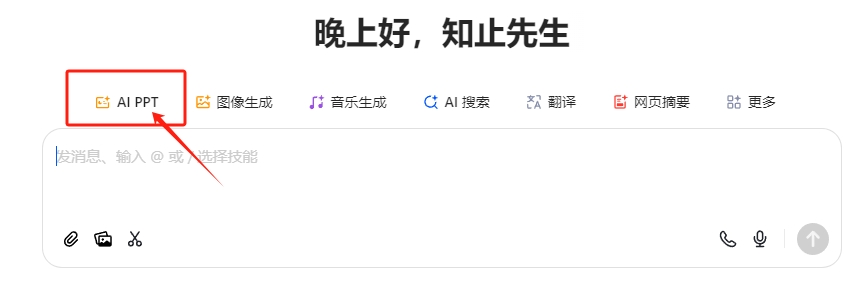 晚上好，知止先生
AI PPT 图像生成 音乐生成 AI 搜索 翻译 网页摘要 更多
发消息、输入 @ 或 / 选择技能